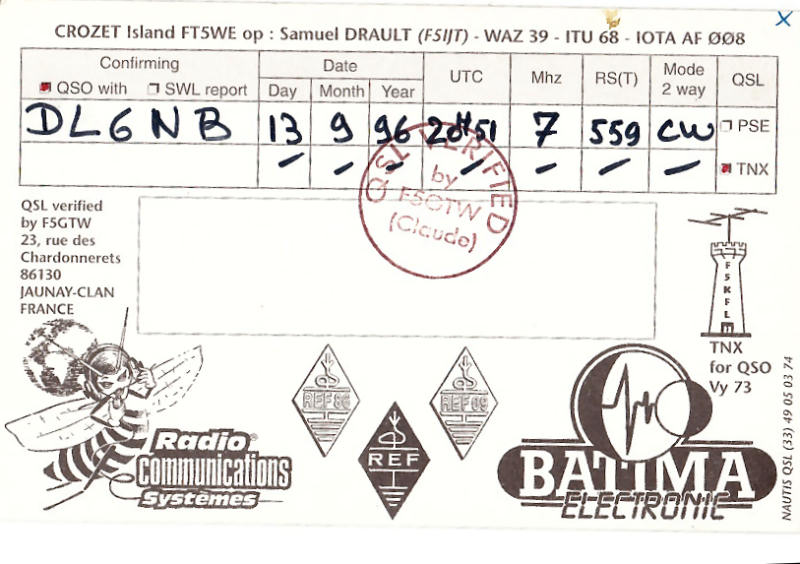 CROZET Island FT5WE op : Samuel DRAULT (F5IJT) - WAZ 39 - ITU 68 - IOTA AF ØØ8
Confirming
QSO with SWL report
Date
Day Month Year
UTC
Mhz
RS(T)
Mode
2 way
QSL
DL6NB 13 9 96 20H51 7 559 CW
PSE
TNX
QSL VERIFIED
by
F5GTW
(Claude)
QSL verified
by F5GTW
23, rue des
Chardonnerets
86130
JAUNAY-CLAN
FRANCE
F5KFL
TNX
for QSO
Vy 73
Radio
Communications
Systèmes
REF 86
REF
BATIMA
ELECTRONIC
NAUTIS QSL (33) 49 05 03 74